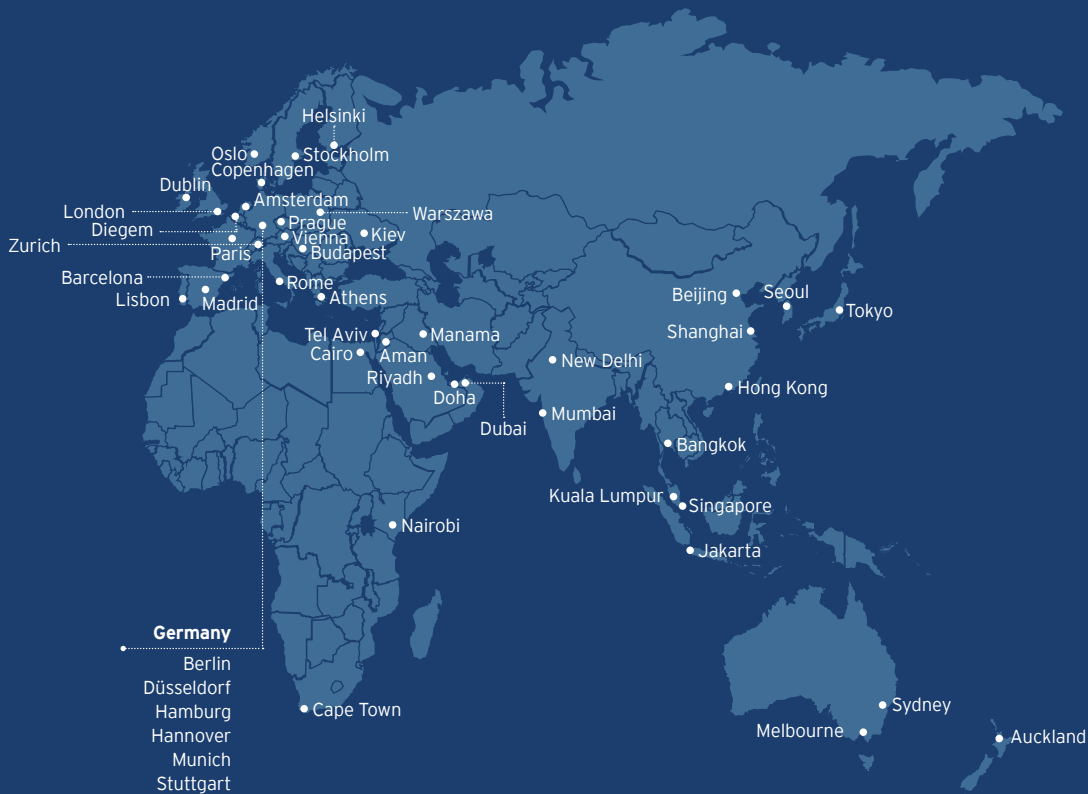 Helsinki
Oslo
Stockholm
Copenhagen
Dublin
Amsterdam
London
Warszawa
Diegem
Prague
Vienna
Kiev
Zurich
Paris
Budapest
Barcelona
Rome
Lisbon
Madrid
Athens
Beijing
Seoul
Tokyo
Tel Aviv
Manama
Shanghai
Cairo
Aman
New Delhi
Riyadh
Doha
Hong Kong
Dubai
Mumbai
Bangkok
Kuala Lumpur
Singapore
Nairobi
Jakarta
Germany
Berlin
Düsseldorf
Hamburg
Hannover
Munich
Stuttgart
Cape Town
Sydney
Melbourne
Auckland